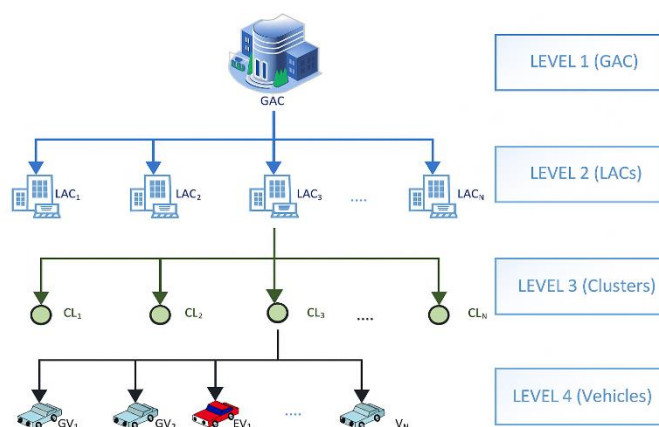 LEVEL 1 (GAC)
GAC
LAC₁ LAC₂ LAC₃ .... LACN
LEVEL 2 (LACs)
CL₁ CL₂ CL₃ .... CLN
LEVEL 3 (Clusters)
GV₁ GV₂ EV₁ .... VN
LEVEL 4 (Vehicles)